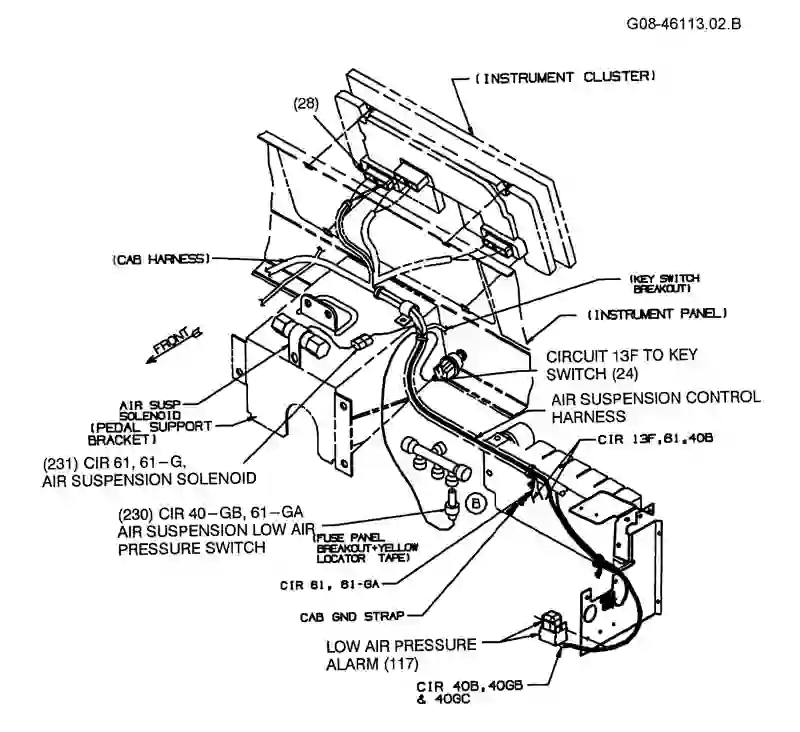 G08-46113.02.B
(INSTRUMENT CLUSTER)
(28)
(CAB HARNESS)
(KEY SWITCH
BREAKOUT)
(INSTRUMENT PANEL)
FRONT
CIRCUIT 13F TO KEY
SWITCH (24)
AIR SUSPENSION CONTROL
HARNESS
AIR SUSP
SOLENOID
(PEDAL SUPPORT
BRACKET)
CIR 13F,61,40B
(231) CIR 61, 61-G,
AIR SUSPENSION SOLENOID
(230) CIR 40-GB, 61-GA
AIR SUSPENSION LOW AIR
PRESSURE SWITCH
B
(FUSE PANEL
BREAKOUT+YELLOW
LOCATOR TAPE)
CIR 61, 61-GA
CAB GND STRAP
LOW AIR PRESSURE
ALARM (117)
CIR 40B,40GB
& 40GC